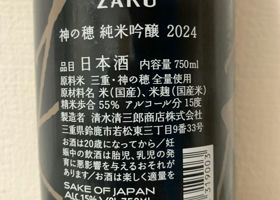 ZAKU
神の穂 純米吟醸 2024
品目 日本酒 内容量 750ml
原料米 三重・神の穂 全量使用
原材料名 米(国産)、米麹(国産米)
精米歩合 55% アルコール分 15度
製造者 清水清三郎商店株式会社
三重県鈴鹿市若松東三丁目9番33号
お酒は20歳になってから/妊
娠中の飲酒は胎児、乳児の発
育に悪影響を与えるおそれが
あります/お酒は楽しく適量を
SAKE OF JAPAN
ALC.15% VOL 750ML
319003